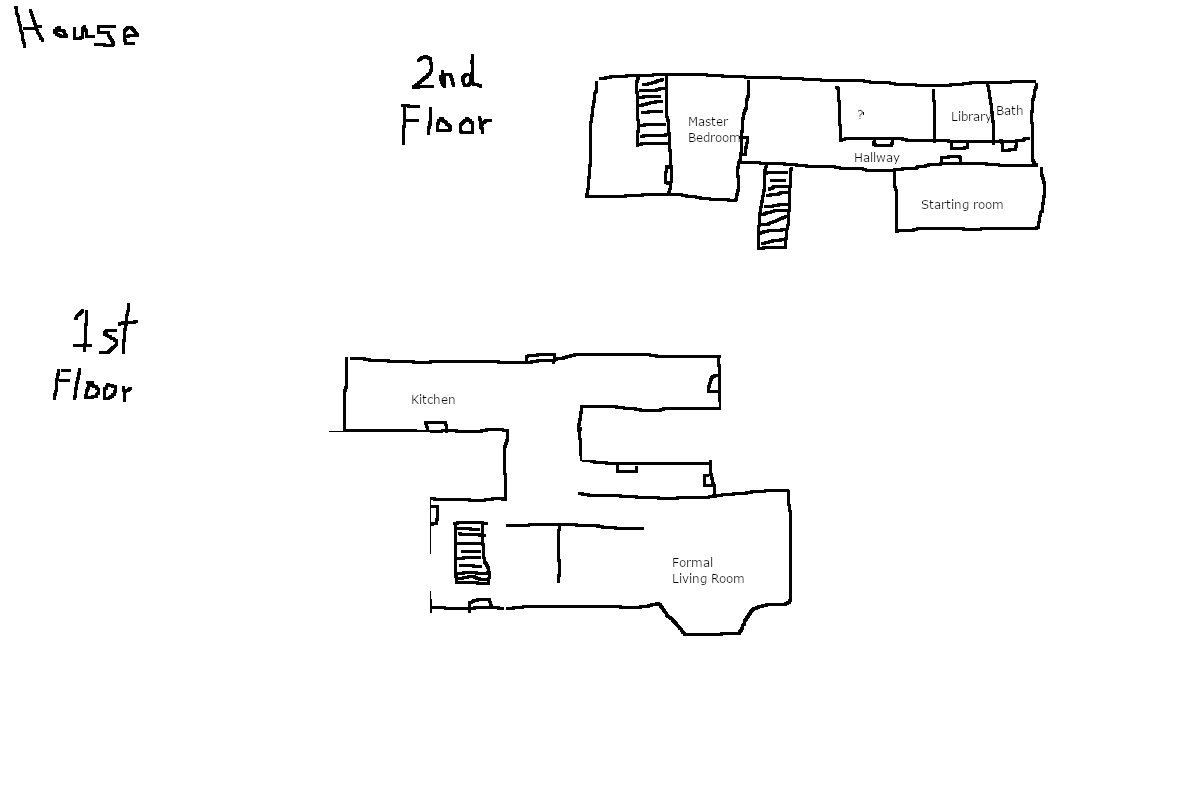 House
2nd
Floor
Master
Bedroom
?
Library
Bath
Hallway
Starting room
1st
Floor
Kitchen
Formal
Living Room